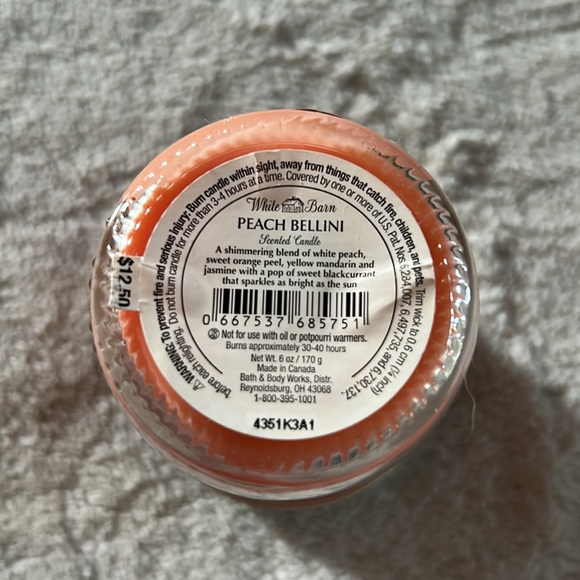 ⚠ WARNING: To prevent fire and serious injury: Burn candle within sight, away from things that catch fire, children, and pets. Trim wick to 0.6 cm (¼ inch)
before each relighting. Do not burn candle for more than 3-4 hours at a time. Covered by one or more of U.S. Pat. Nos 6,284,007, 6,497,735, and 6,730,137
$12.50
White Barn
PEACH BELLINI
Scented Candle
A shimmering blend of white peach,
sweet orange peel, yellow mandarin and
jasmine with a pop of sweet blackcurrant
that sparkles as bright as the sun
0 667537 685751
Not for use with oil or potpourri warmers.
Burns approximately 30-40 hours
Net Wt. 6 oz / 170 g
Made in Canada
Bath & Body Works, Distr.
Reynoldsburg, OH 43068
1-800-395-1001
4351K3A1